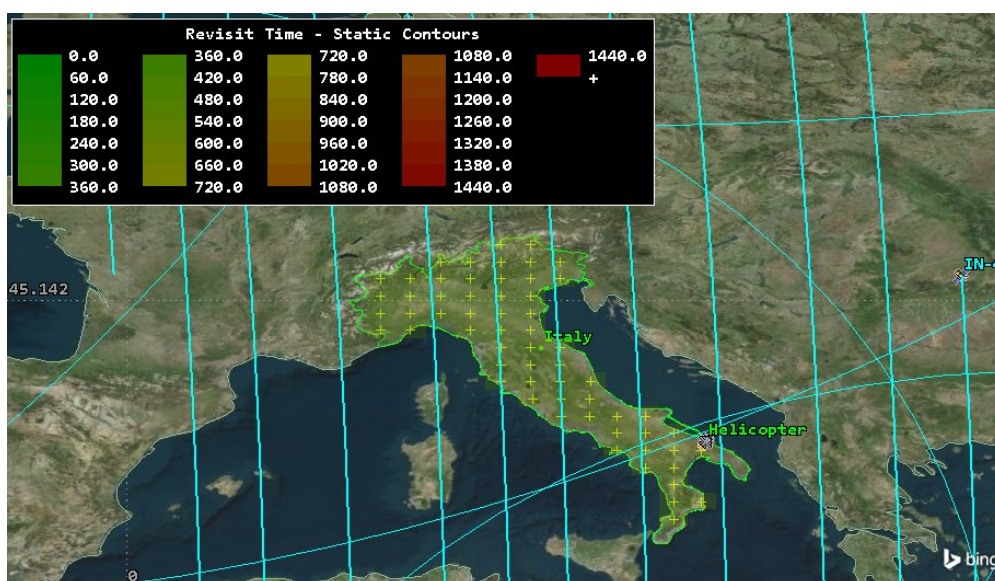 Revisit Time - Static Contours
0.0 360.0 720.0 1080.0 1440.0
60.0 420.0 780.0 1140.0 +
120.0 480.0 840.0 1200.0
180.0 540.0 900.0 1260.0
240.0 600.0 960.0 1320.0
300.0 660.0 1020.0 1380.0
360.0 720.0 1080.0 1440.0
IN-4
45.142
Italy
Helicopter
bing
0